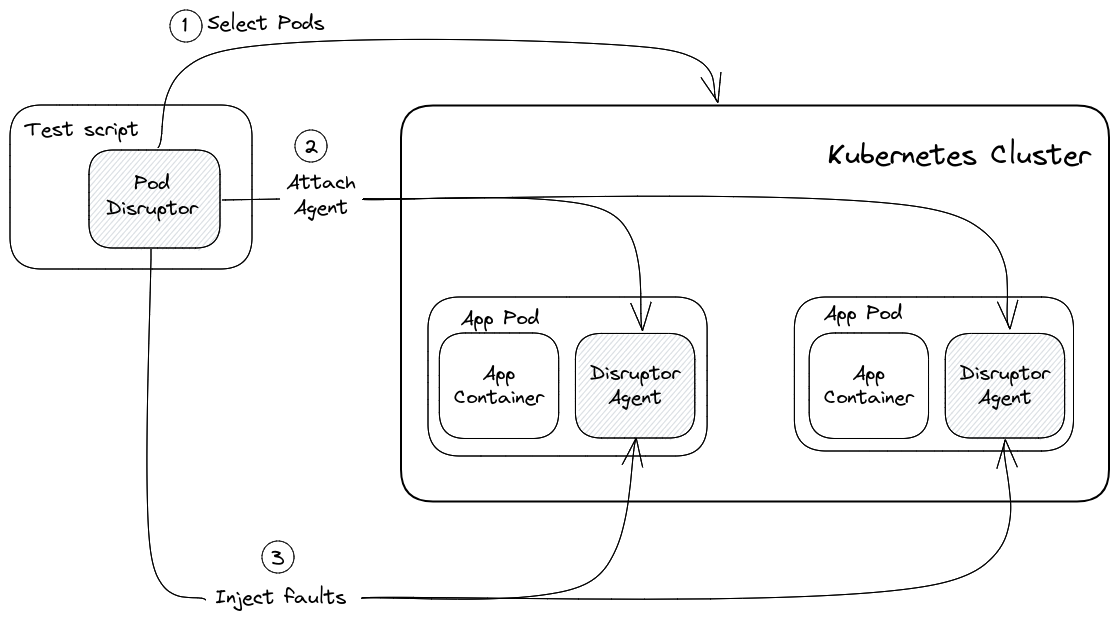 1 Select Pods
Test script
Pod
Disruptor
2
Attach
Agent
Kubernetes Cluster
App Pod
App
Container
Disruptor
Agent
App Pod
App
Container
Disruptor
Agent
3
Inject faults